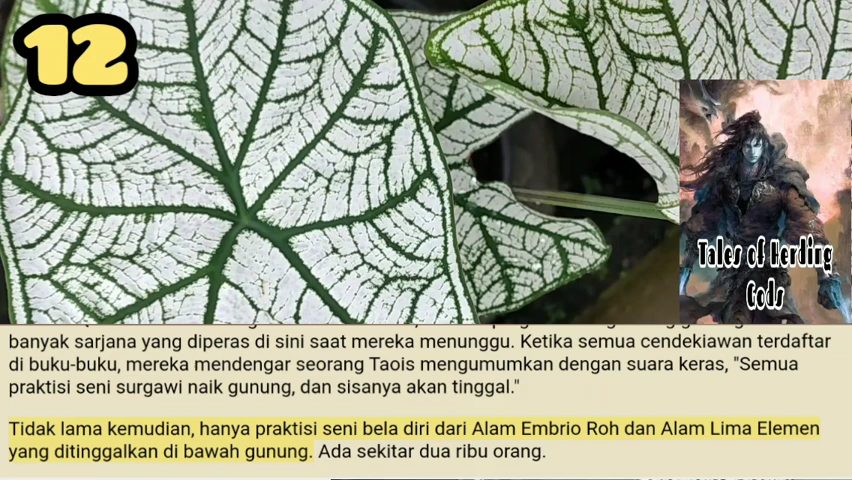 12
Tales of Herding
Gods
banyak sarjana yang diperas di sini saat mereka menunggu. Ketika semua cendekiawan terdaftar
di buku-buku, mereka mendengar seorang Taois mengumumkan dengan suara keras, "Semua
praktisi seni surgawi naik gunung, dan sisanya akan tinggal."
Tidak lama kemudian, hanya praktisi seni bela diri dari Alam Embrio Roh dan Alam Lima Elemen
yang ditinggalkan di bawah gunung. Ada sekitar dua ribu orang.